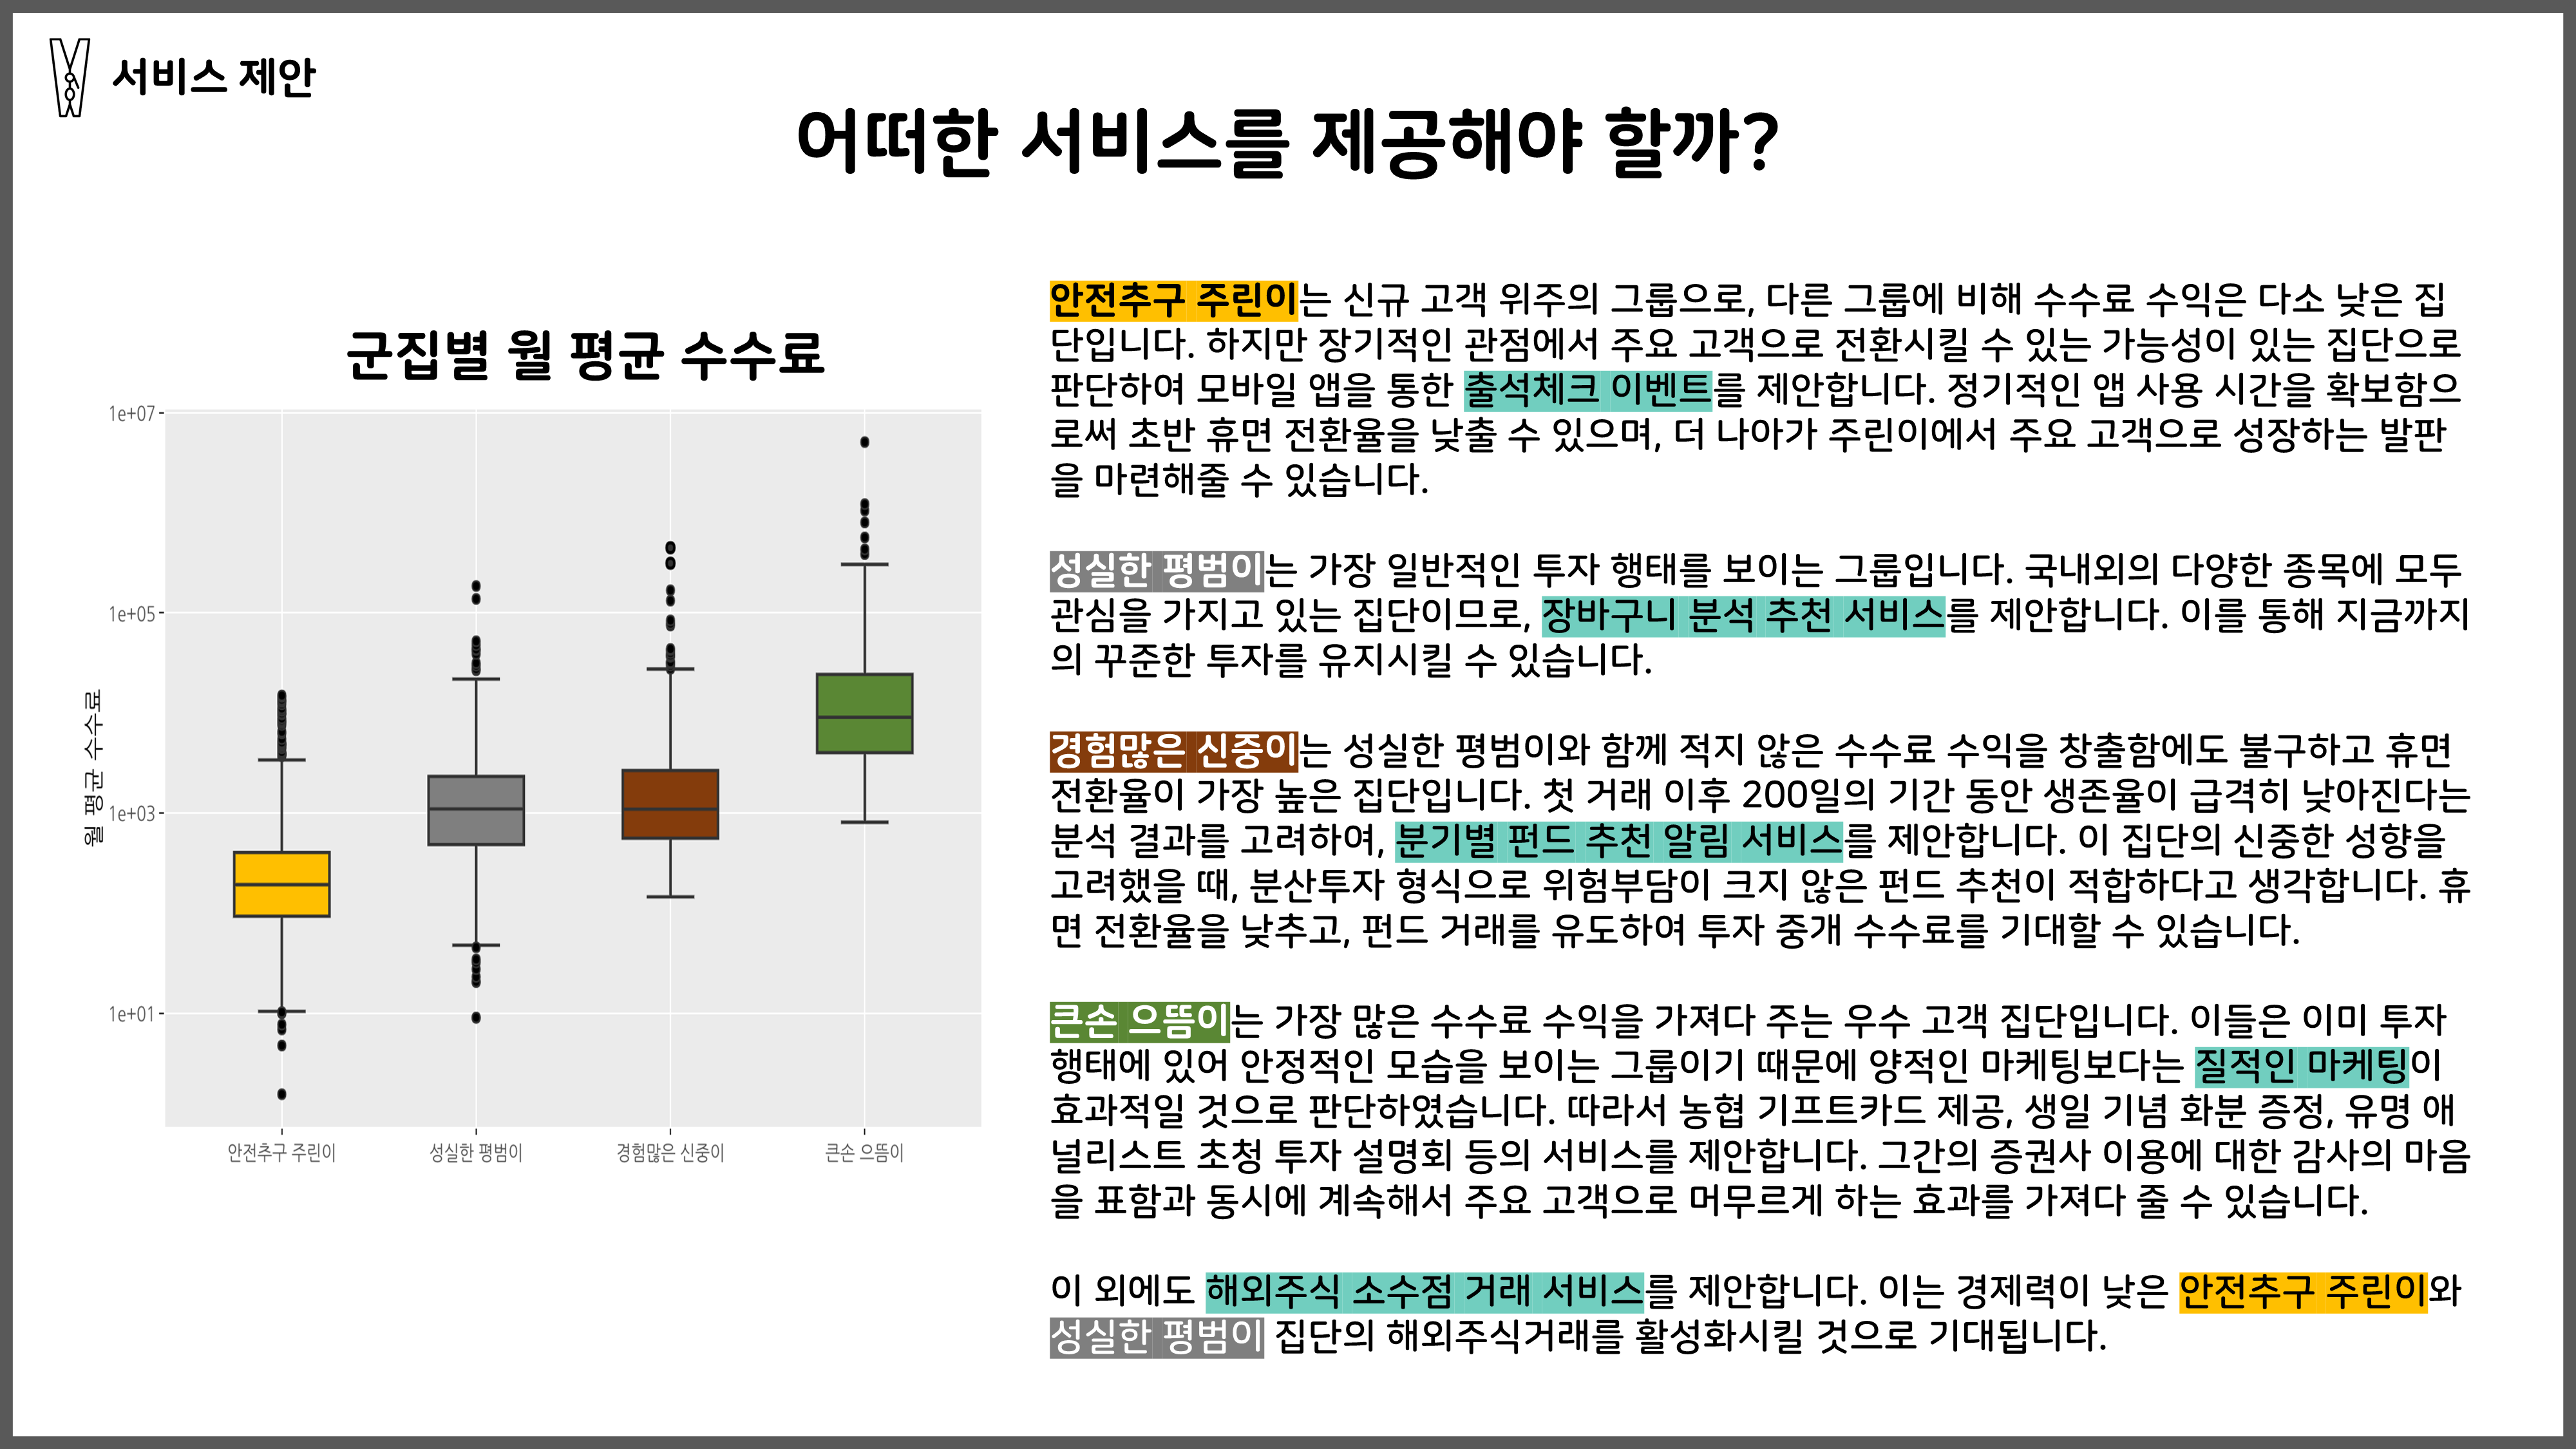 서비스 제안
어떠한 서비스를 제공해야 할까?
군집별 월 평균 수수료
월 평균 수수료
1e+07
1e+05
1e+03
1e+01
안전추구 주린이
성실한 평범이
경험많은 신중이
큰손 으뜸이
안전추구 주린이는 신규 고객 위주의 그룹으로, 다른 그룹에 비해 수수료 수익은 다소 낮은 집
단입니다. 하지만 장기적인 관점에서 주요 고객으로 전환시킬 수 있는 가능성이 있는 집단으로
판단하여 모바일 앱을 통한 출석체크 이벤트를 제안합니다. 정기적인 앱 사용 시간을 확보함으
로써 초반 휴면 전환율을 낮출 수 있으며, 더 나아가 주린이에서 주요 고객으로 성장하는 발판
을 마련해줄 수 있습니다.
성실한 평범이는 가장 일반적인 투자 행태를 보이는 그룹입니다. 국내외의 다양한 종목에 모두
관심을 가지고 있는 집단이므로, 장바구니 분석 추천 서비스를 제안합니다. 이를 통해 지금까지
의 꾸준한 투자를 유지시킬 수 있습니다.
경험많은 신중이는 성실한 평범이와 함께 적지 않은 수수료 수익을 창출함에도 불구하고 휴면
전환율이 가장 높은 집단입니다. 첫 거래 이후 200일의 기간 동안 생존율이 급격히 낮아진다는
분석 결과를 고려하여, 분기별 펀드 추천 알림 서비스를 제안합니다. 이 집단의 신중한 성향을
고려했을 때, 분산투자 형식으로 위험부담이 크지 않은 펀드 추천이 적합하다고 생각합니다. 휴
면 전환율을 낮추고, 펀드 거래를 유도하여 투자 중개 수수료를 기대할 수 있습니다.
큰손 으뜸이는 가장 많은 수수료 수익을 가져다 주는 우수 고객 집단입니다. 이들은 이미 투자
행태에 있어 안정적인 모습을 보이는 그룹이기 때문에 양적인 마케팅보다는 질적인 마케팅이
효과적일 것으로 판단하였습니다. 따라서 농협 기프트카드 제공, 생일 기념 화분 증정, 유명 애
널리스트 초청 투자 설명회 등의 서비스를 제안합니다. 그간의 증권사 이용에 대한 감사의 마음
을 표함과 동시에 계속해서 주요 고객으로 머무르게 하는 효과를 가져다 줄 수 있습니다.
이 외에도 해외주식 소수점 거래 서비스를 제안합니다. 이는 경제력이 낮은 안전추구 주린이와
성실한 평범이 집단의 해외주식거래를 활성화시킬 것으로 기대됩니다.